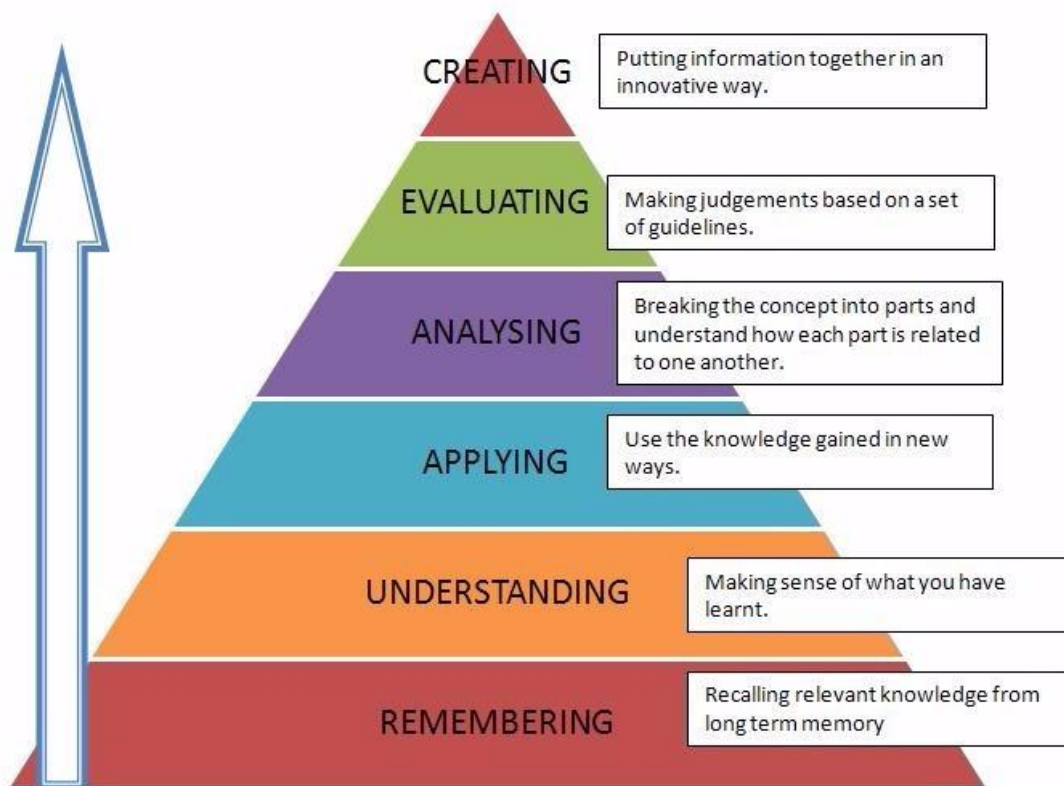 CREATING
Putting information together in an
innovative way.
EVALUATING
Making judgements based on a set
of guidelines.
ANALYSING
Breaking the concept into parts and
understand how each part is related
to one another.
APPLYING
Use the knowledge gained in new
ways.
UNDERSTANDING
Making sense of what you have
learnt.
REMEMBERING
Recalling relevant knowledge from
long term memory